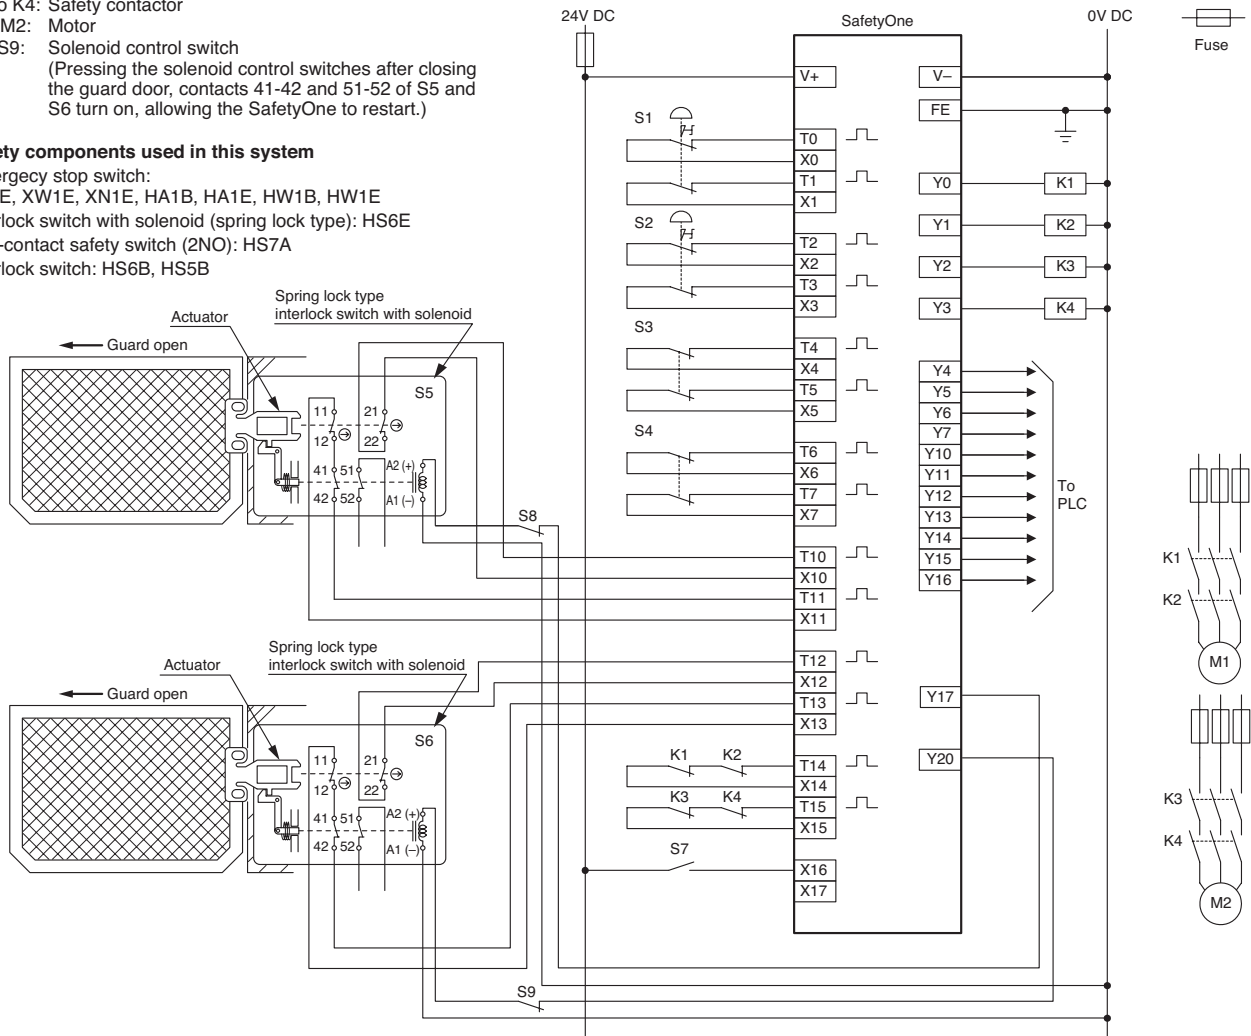 o K4: Safety contactor
M2: Motor
S9: Solenoid control switch
(Pressing the solenoid control switches after closing
the guard door, contacts 41-42 and 51-52 of S5 and
S6 turn on, allowing the SafetyOne to restart.)
ety components used in this system
ergecy stop switch:
E, XW1E, XN1E, HA1B, HA1E, HW1B, HW1E
rlock switch with solenoid (spring lock type): HS6E
-contact safety switch (2NO): HS7A
rlock switch: HS6B, HS5B
24V DC
SafetyOne
0V DC
Fuse
V+
V–
FE
S1
T0
X0
T1
X1
Y0
K1
S2
Y1
K2
T2
X2
T3
X3
Y2
K3
Y3
K4
S3
T4
X4
T5
X5
S4
T6
X6
T7
X7
Y4
Y5
Y6
Y7
Y10
Y11
Y12
Y13
Y14
Y15
Y16
To
PLC
Spring lock type
interlock switch with solenoid
Actuator
Guard open
S5
11
21
12
22
41
51
A2 (+)
42
52
A1 (–)
S8
T10
X10
T11
X11
K1
K2
M1
Spring lock type
interlock switch with solenoid
Actuator
Guard open
S6
11
21
12
22
41
51
A2 (+)
42
52
A1 (–)
T12
X12
T13
X13
Y17
K1
K2
T14
X14
K3
K4
T15
X15
Y20
S7
X16
X17
K3
K4
M2
S9